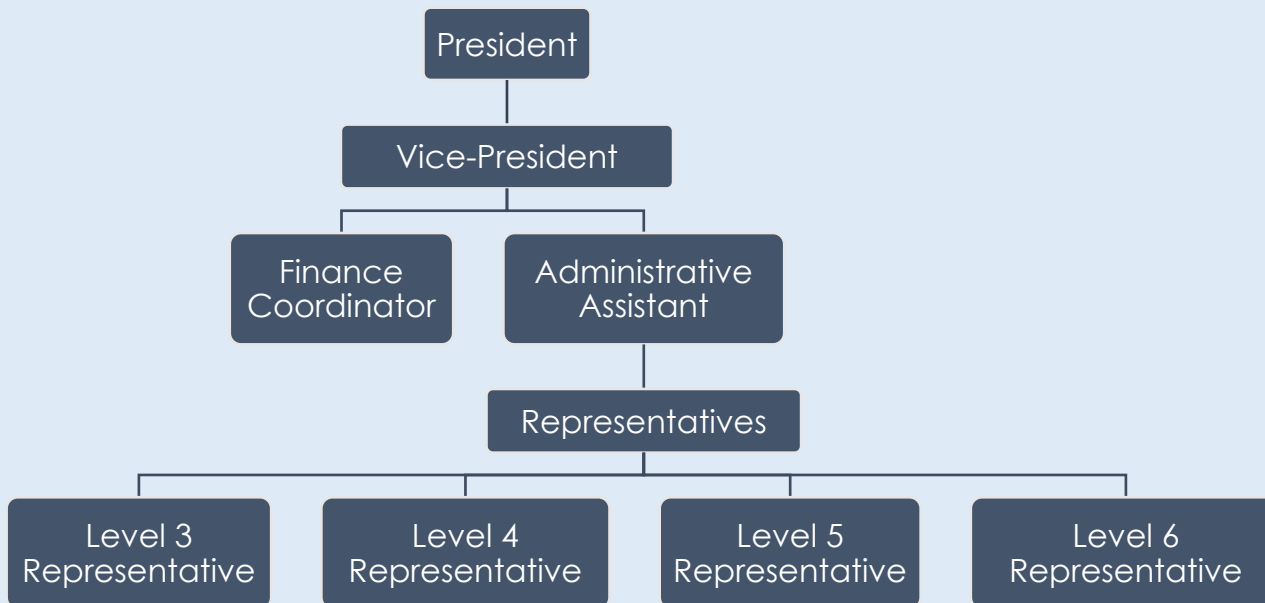 President
Vice-President
Finance
Coordinator
Administrative
Assistant
Representatives
Level 3
Representative
Level 4
Representative
Level 5
Representative
Level 6
Representative